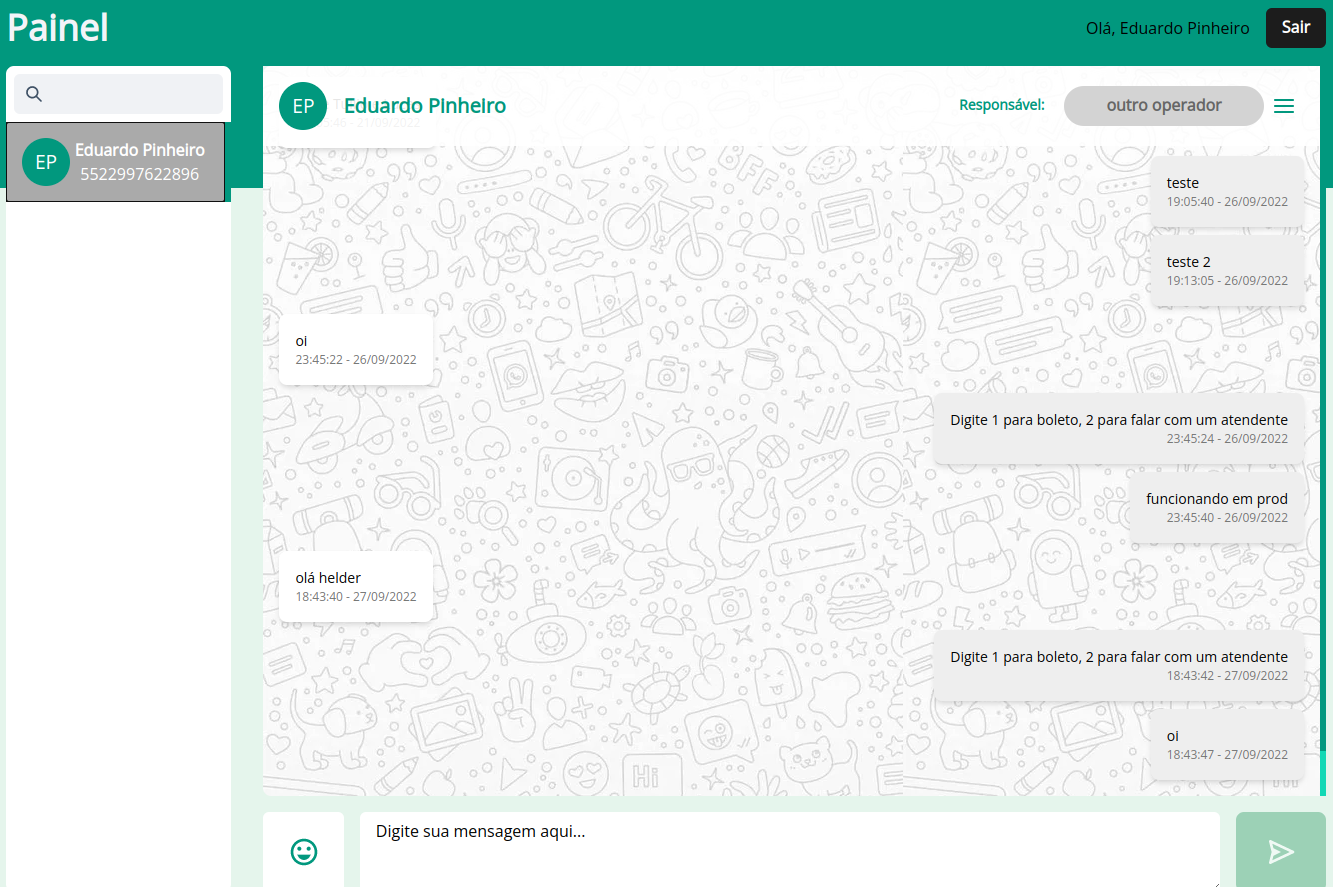 Painel
Olá, Eduardo Pinheiro
Sair
EP
Eduardo Pinheiro
5522997622896
EP
Eduardo Pinheiro
Responsável:
outro operador
teste
19:05:40 - 26/09/2022
teste 2
19:13:05 - 26/09/2022
oi
23:45:22 - 26/09/2022
Digite 1 para boleto, 2 para falar com um atendente
23:45:24 - 26/09/2022
funcionando em prod
23:45:40 - 26/09/2022
olá helder
18:43:40 - 27/09/2022
Digite 1 para boleto, 2 para falar com um atendente
18:43:42 - 27/09/2022
oi
18:43:47 - 27/09/2022
Hi
Digite sua mensagem aqui...